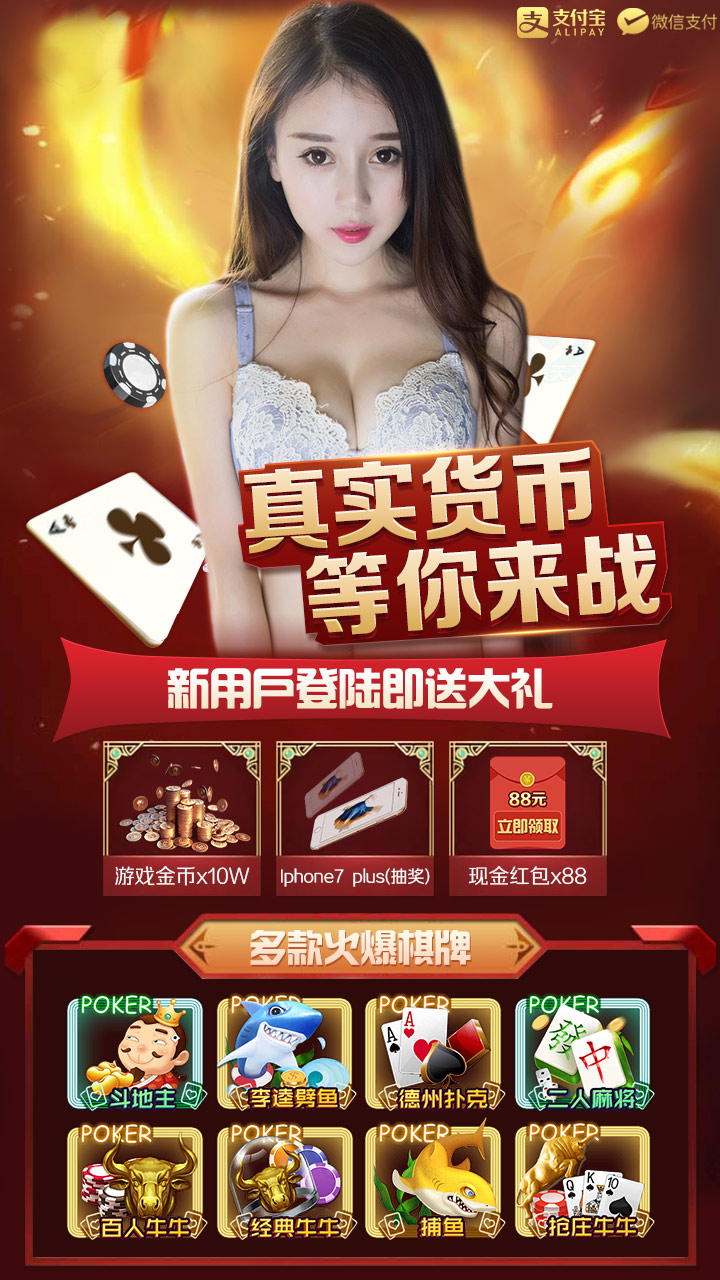 支付宝 微信支付
ALIPAY
真实货币
等你来战
新用戶登陆即送大礼
88元
立即领取
游戏金币x10W
Iphone7 plus(抽奖)
现金红包x88
多款火爆棋牌
POKER POKER POKER POKER
A A
發 中
斗地主 李逵劈鱼 德州扑克 二人麻将
POKER POKER POKER POKER
Q K 10
百人牛牛 经典牛牛 捕鱼 抢庄牛牛